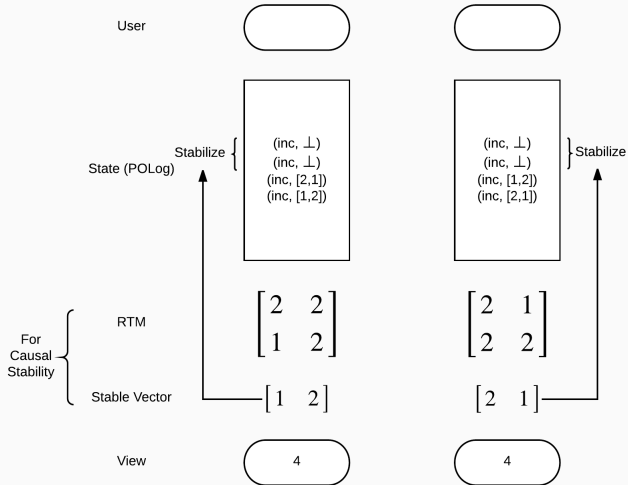 User
Stabilize
(inc, ⊥)
(inc, ⊥)
(inc, [2,1])
(inc, [1,2])
(inc, ⊥)
(inc, ⊥)
(inc, [1,2])
(inc, [2,1])
Stabilize
State (POLog)
For
Causal
Stability
RTM
2 2
1 2
2 1
2 2
Stable Vector
[1 2]
[2 1]
View
4
4